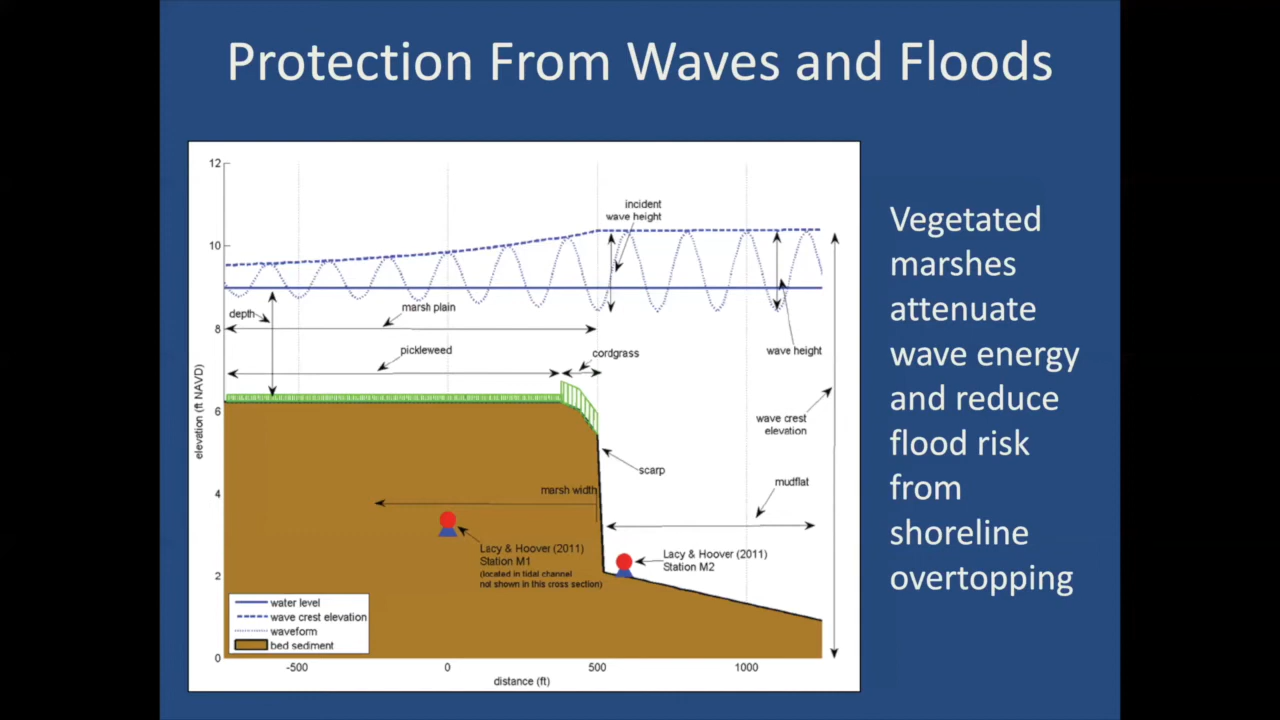 Protection From Waves and Floods
12
10
8
6
4
2
0
elevation (ft NAVD)
-500
0
500
1000
distance (ft)
incident
wave height
depth
marsh plain
pickleweed
cordgrass
wave height
wave crest
elevation
scarp
mudflat
marsh width
Lacy & Hoover (2011)
Station M1
(located in tidal channel
not shown in this cross section)
Lacy & Hoover (2011)
Station M2
water level
wave crest elevation
waveform
bed sediment
Vegetated
marshes
attenuate
wave energy
and reduce
flood risk
from
shoreline
overtopping